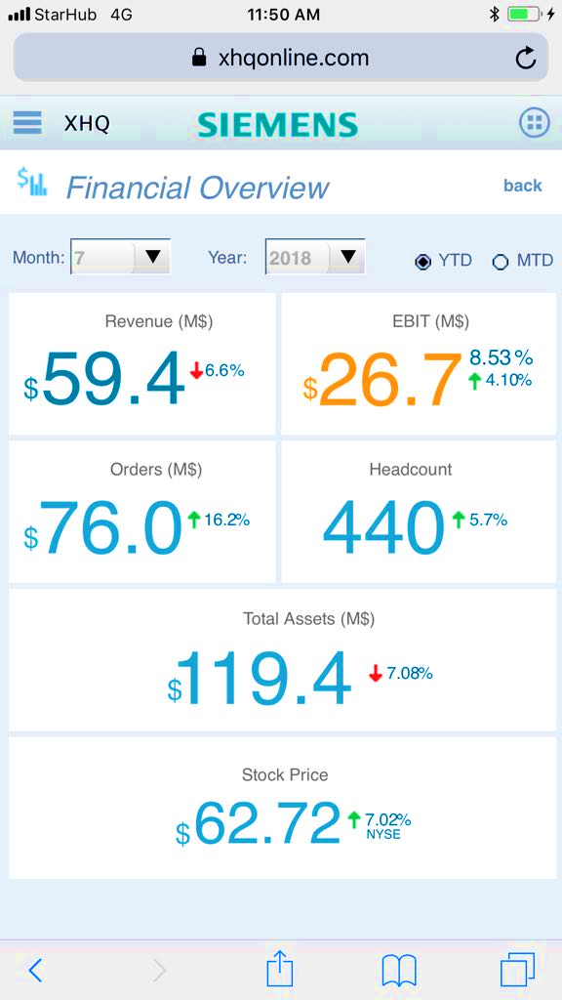 StarHub 4G 11:50 AM
xhqonline.com
XHQ SIEMENS
$ Financial Overview back
Month: 7 Year: 2018 YTD MTD
Revenue (M$)
$59.4 6.6%
EBIT (M$)
$26.7 8.53%
4.10%
Orders (M$)
$76.0 16.2%
Headcount
440 5.7%
Total Assets (M$)
$119.4 7.08%
Stock Price
$62.72 7.02%
NYSE